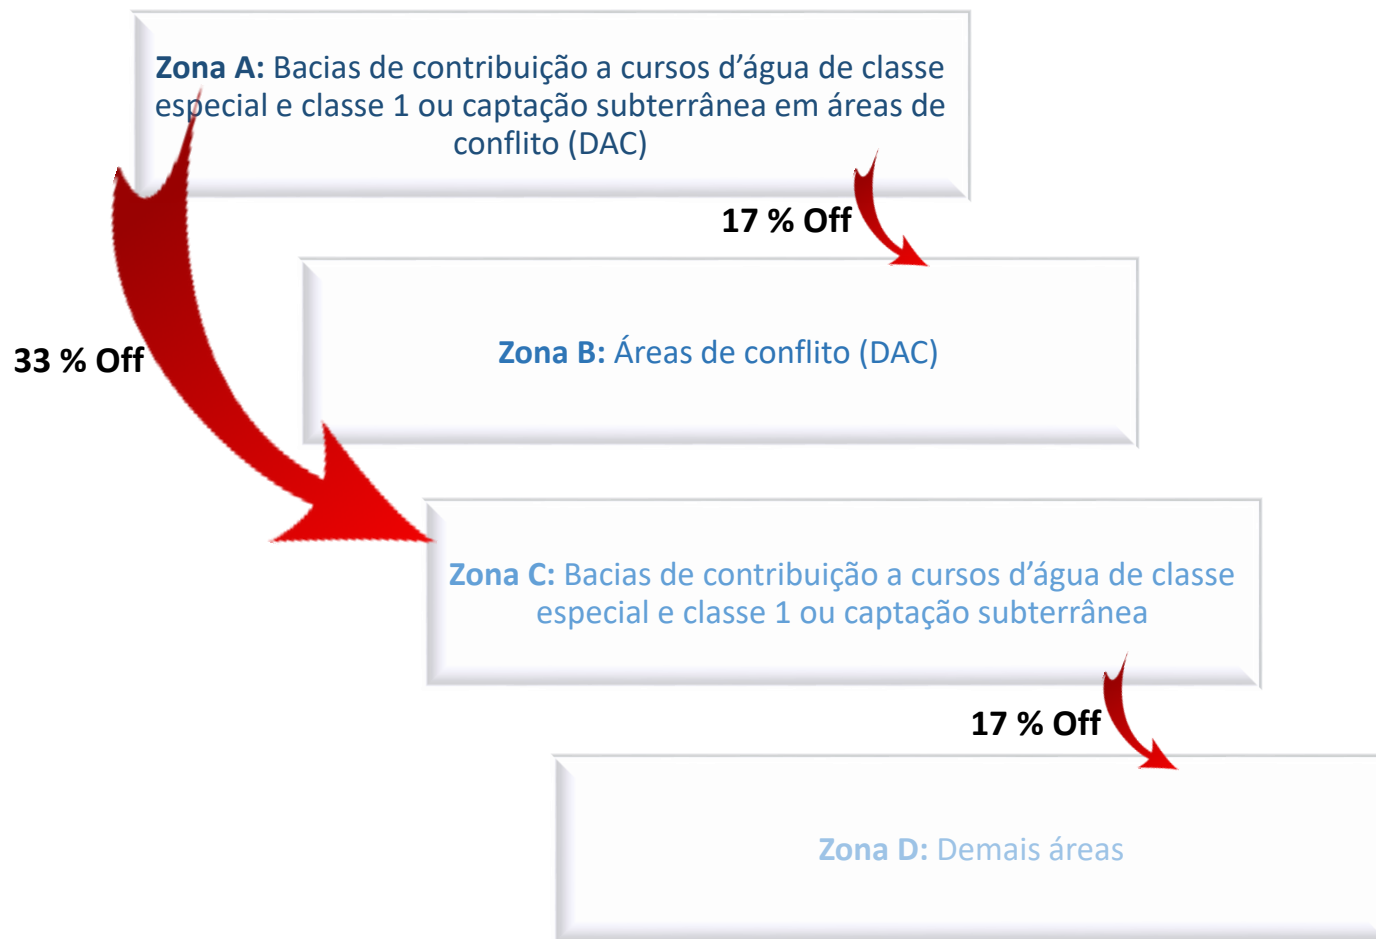 Zona A: Bacias de contribuição a cursos d’água de classe
especial e classe 1 ou captação subterrânea em áreas de
conflito (DAC)
17 % Off
33 % Off
Zona B: Áreas de conflito (DAC)
Zona C: Bacias de contribuição a cursos d’água de classe
especial e classe 1 ou captação subterrânea
17 % Off
Zona D: Demais áreas